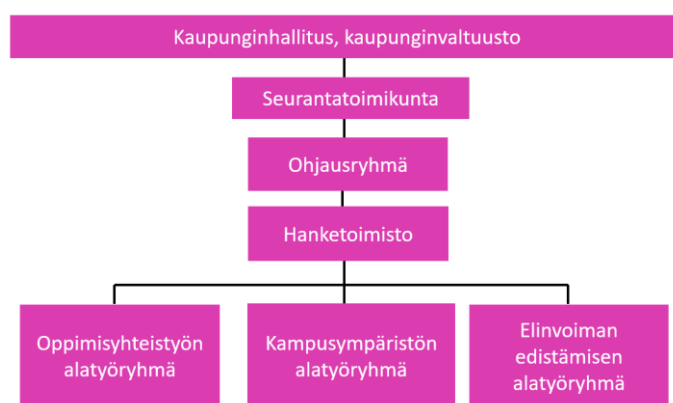 Kaupunginhallitus, kaupunginvaltuusto
Seurantatoimikunta
Ohjausryhmä
Hanketoimisto
Oppimisyhteistyön
alatyöryhmä
Kampusympäristön
alatyöryhmä
Elinvoiman
edistämisen
alatyöryhmä